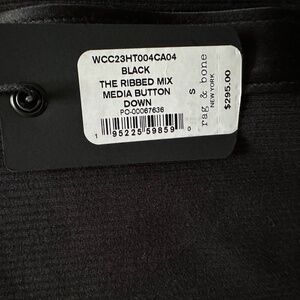 WCC23HT004CA04
BLACK
THE RIBBED MIX
MEDIA BUTTON
DOWN
PO-00067636
1 95225 59859 0
S
rag & bone
NEW YORK
$295.00